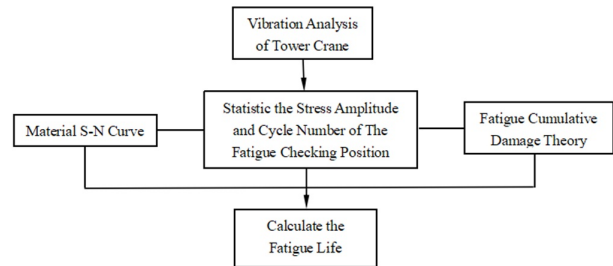 Vibration Analysis
of Tower Crane
Statistic the Stress Amplitude
and Cycle Number of The
Fatigue Checking Position
Material S-N Curve
Fatigue Cumulative
Damage Theory
Calculate the
Fatigue Life